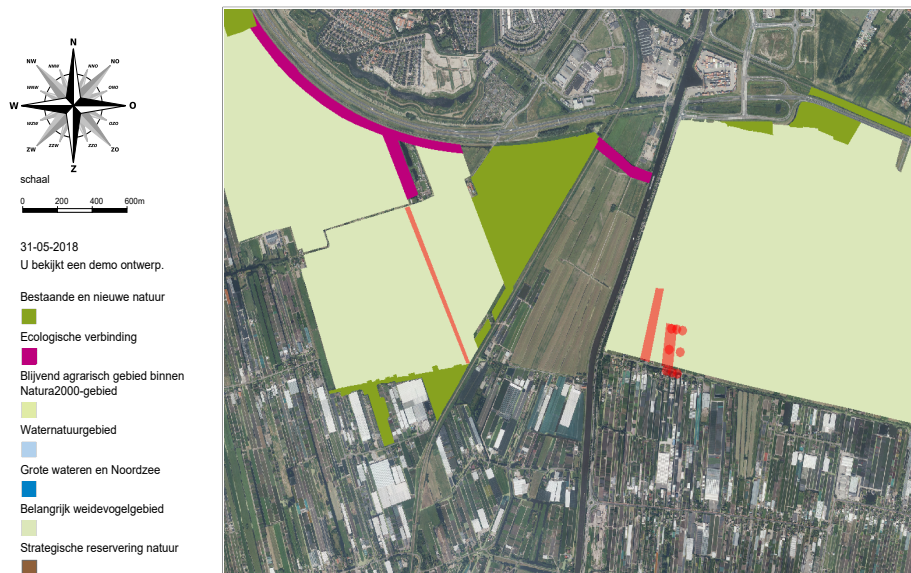 N
NNW
NNO
NW
NO
WNW
ONO
W
O
WZW
OZO
ZW
ZO
ZZW
ZZO
Z
schaal
0 200 400 600m
31-05-2018
U bekijkt een demo ontwerp.
Bestaande en nieuwe natuur
Ecologische verbinding
Blijvend agrarisch gebied binnen
Natura2000-gebied
Waternatuurgebied
Grote wateren en Noordzee
Belangrijk weidevogelgebied
Strategische reservering natuur